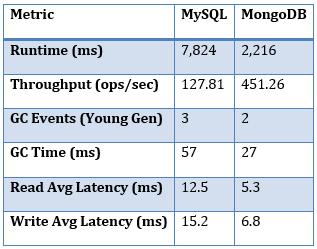 Metric MySQL MongoDB
Runtime (ms) 7,824 2,216
Throughput (ops/sec) 127.81 451.26
GC Events (Young Gen) 3 2
GC Time (ms) 57 27
Read Avg Latency (ms) 12.5 5.3
Write Avg Latency (ms) 15.2 6.8